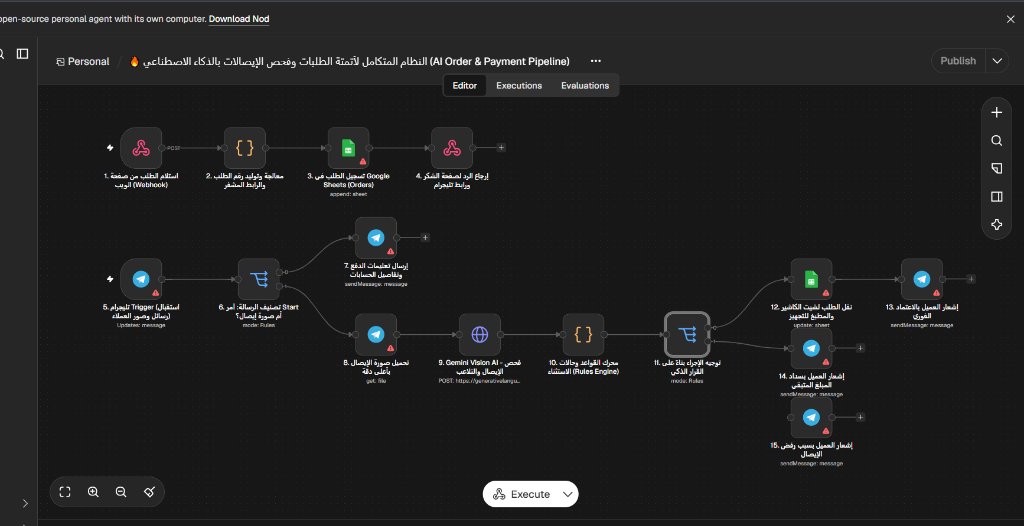 open-source personal agent with its own computer. Download Nod
Personal / 🔥 النظام المتكامل لأتمتة الطلبات وفحص الإيصالات بالذكاء الاصطناعي (AI Order & Payment Pipeline) ...
Publish
Editor Executions Evaluations
POST
1. استلام الطلب من صفحة
الويب (Webhook)
2. معالجة وتوليد رقم الطلب
والرابط المشفر
3. تسجيل الطلب في Google
Sheets (Orders)
append: sheet
4. إرجاع الرد لصفحة الشكر
ورابط تليجرام
5. تليجرام Trigger (استقبال
رسائل وصور العملاء)
Updates: message
6. تصنيف الرسالة: أمر Start
أم صورة إيصال؟
mode: Rules
7. إرسال تعليمات الدفع
وتفاصيل الحسابات
sendMessage: message
8. تحميل صورة الإيصال
بأعلى دقة
get: file
9. Gemini Vision AI - فحص
الإيصال والتلاعب
POST: https://generativelangu...
10. محرك القواعد وحالات
الاستثناء (Rules Engine)
11. توجيه الإجراء بناءً على
القرار الذكي
mode: Rules
12. نقل الطلب لشيت الكاشير
والمطبخ للتجهيز
update: sheet
13. إشعار العميل بالاعتماد
الفوري
sendMessage: message
14. إشعار العميل بسداد
المبلغ المتبقي
sendMessage: message
15. إشعار العميل بسبب رفض
الإيصال
sendMessage: message
Execute